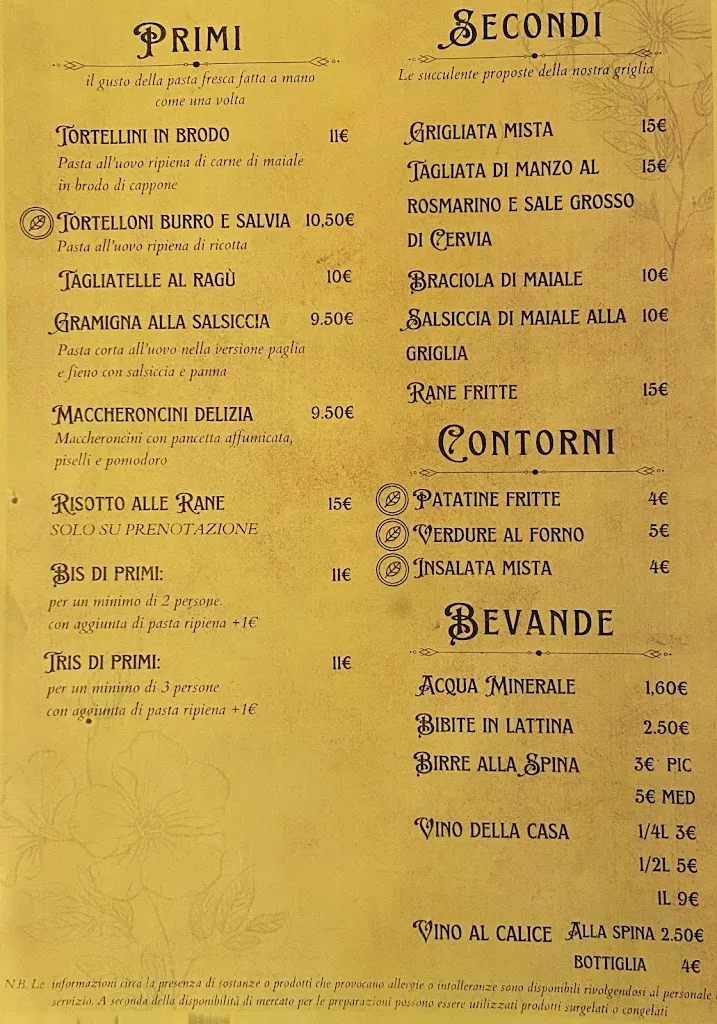 PRIMI
il gusto della pasta fresca fatta a mano
come una volta
TORTELLINI IN BRODO 11€
Pasta all'uovo ripiena di carne di maiale
in brodo di cappone
TORTELLONI BURRO E SALVIA 10,50€
Pasta all'uovo ripiena di ricotta
TAGLIATELLE AL RAGÙ 10€
GRAMIGNA ALLA SALSICCIA 9.50€
Pasta corta all'uovo nella versione paglia
e fieno con salsiccia e panna
MACCHERONCINI DELIZIA 9.50€
Maccheroncini con pancetta affumicata,
piselli e pomodoro
RISOTTO ALLE RANE 15€
SOLO SU PRENOTAZIONE
BIS DI PRIMI: 11€
per un minimo di 2 persone.
con aggiunta di pasta ripiena +1€
TRIS DI PRIMI: 11€
per un minimo di 3 persone
con aggiunta di pasta ripiena +1€
SECONDI
Le succulente proposte della nostra griglia
GRIGLIATA MISTA 15€
TAGLIATA DI MANZO AL 15€
ROSMARINO E SALE GROSSO
DI CERVIA
BRACIOLA DI MAIALE 10€
SALSICCIA DI MAIALE ALLA 10€
GRIGLIA
RANE FRITTE 15€
CONTORNI
PATATINE FRITTE 4€
VERDURE AL FORNO 5€
INSALATA MISTA 4€
BEVANDE
ACQUA MINERALE 1,60€
BIBITE IN LATTINA 2.50€
BIRRE ALLA SPINA 3€ PIC
5€ MED
VINO DELLA CASA 1/4L 3€
1/2L 5€
1L 9€
VINO AL CALICE ALLA SPINA 2.50€
BOTTIGLIA 4€
N.B. Le informazioni circa la presenza di sostanze o prodotti che provocano allergie o intolleranze sono disponibili rivolgendosi al personale
servizio. A seconda della disponibilità di mercato per le preparazioni possono essere utilizzati prodotti surgelati o congelati